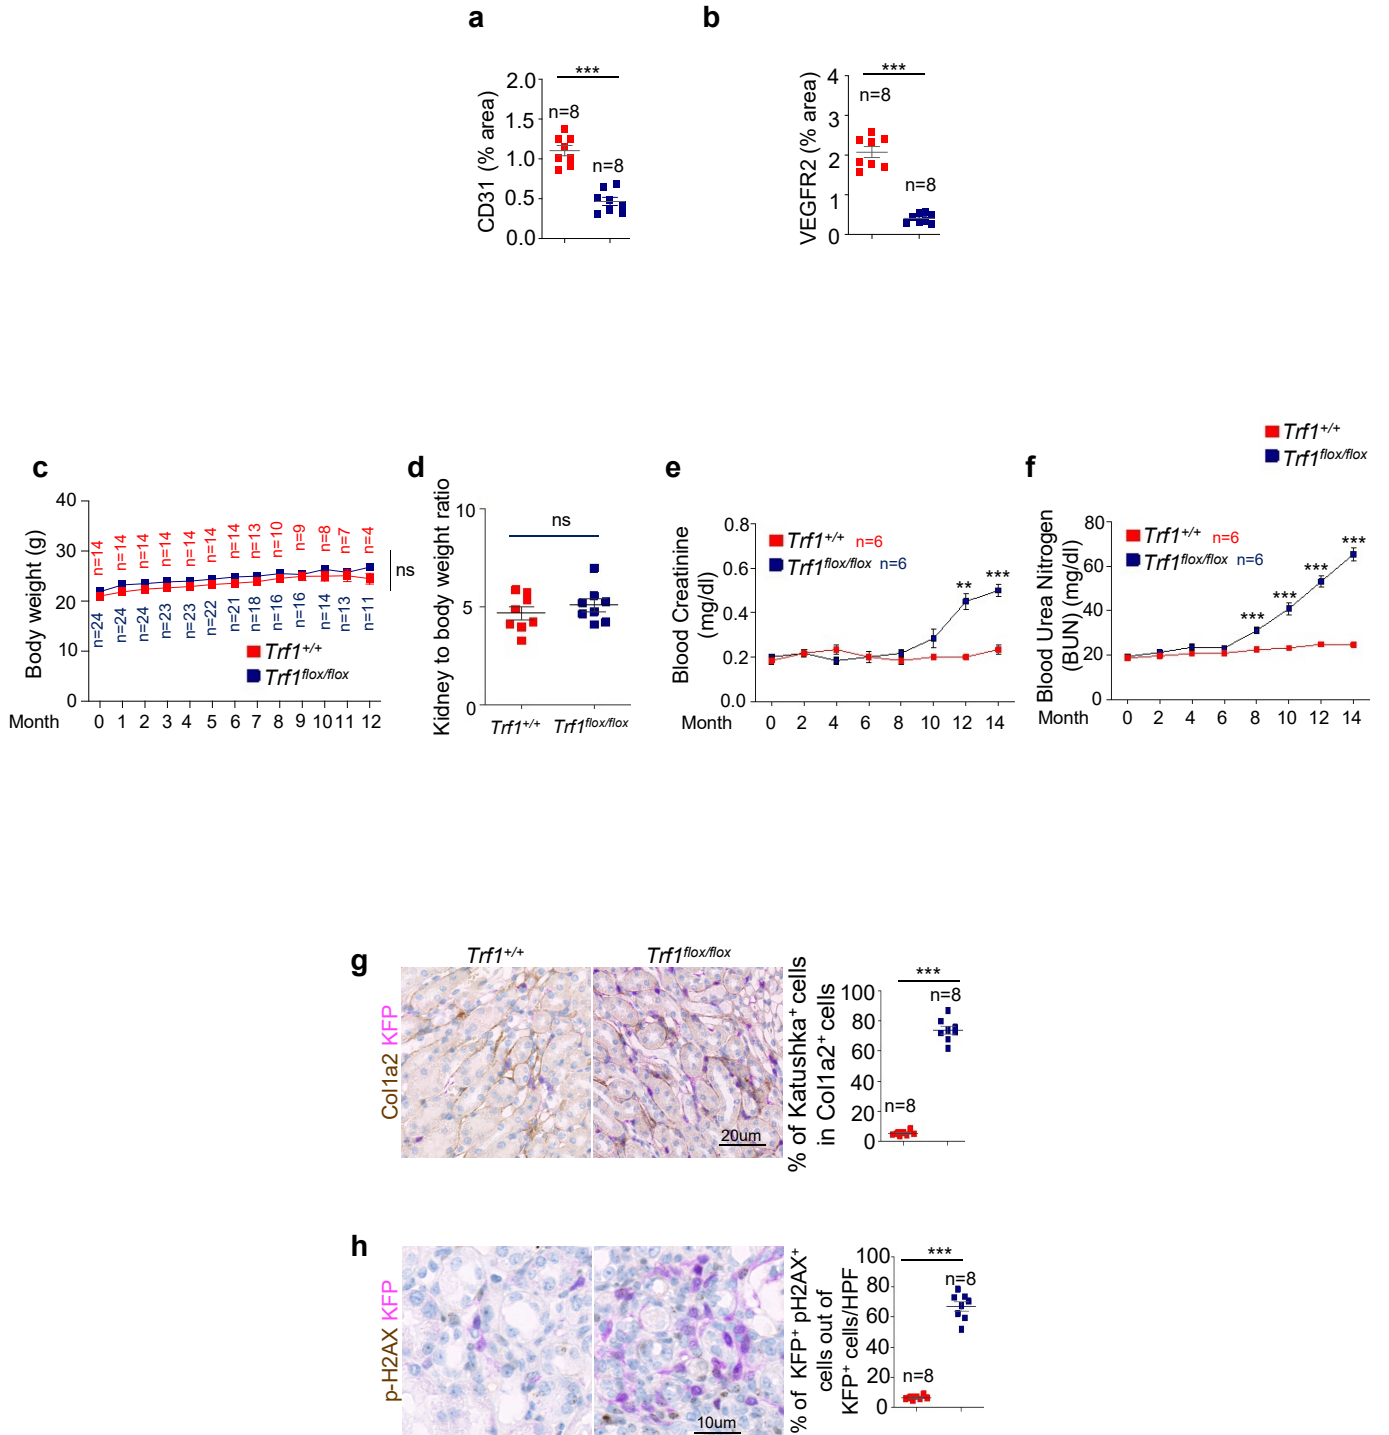 a
b
CD31 (% area)
2.0
1.5
1.0
0.5
0.0
***
n=8
n=8
VEGFR2 (% area)
4
3
2
1
0
***
n=8
n=8
Trf1+/+
Trf1flox/flox
c
Body weight (g)
40
30
20
10
0
n=14 n=14 n=14 n=14 n=14 n=14 n=14 n=13 n=10 n=9 n=8 n=7 n=4
ns
n=24 n=24 n=24 n=23 n=23 n=22 n=21 n=18 n=16 n=16 n=14 n=13 n=11
Trf1+/+
Trf1flox/flox
Month 0 1 2 3 4 5 6 7 8 9 10 11 12
d
Kidney to body weight ratio
10
5
0
ns
Trf1+/+ Trf1flox/flox
e
Blood Creatinine
(mg/dl)
0.8
0.6
0.4
0.2
0.0
Trf1+/+ n=6
Trf1flox/flox n=6
** ***
Month 0 2 4 6 8 10 12 14
f
Blood Urea Nitrogen
(BUN) (mg/dl)
80
60
40
20
0
Trf1+/+ n=6
Trf1flox/flox n=6
*** *** *** ***
Month 0 2 4 6 8 10 12 14
g
Trf1+/+ Trf1flox/flox
Col1a2 KFP
20um
% of Katushka+ cells
in Col1a2+ cells
100
80
60
40
20
0
***
n=8
n=8
h
p-H2AX KFP
10um
% of KFP+ pH2AX+
cells out of
KFP+ cells/HPF
100
80
60
40
20
0
***
n=8
n=8